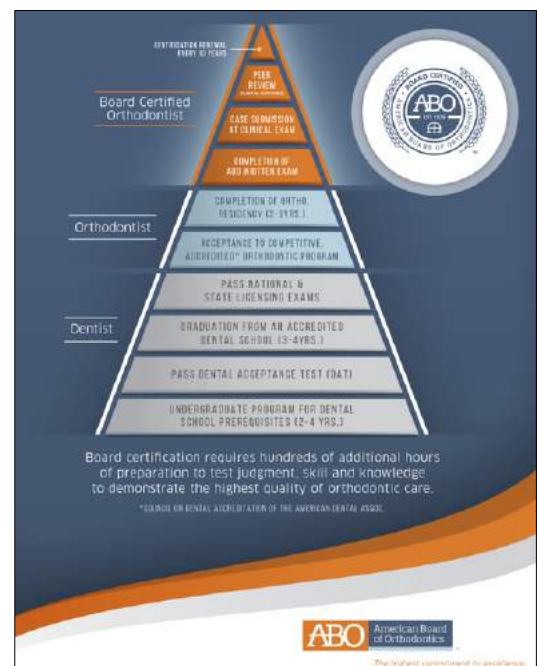 CERTIFICATION RENEWAL
EVERY 10 YEARS
PEER
REVIEW
Board Certified
Orthodontist
CASE SUBMISSION
AT CLINICAL EXAM
COMPLETION OF
ABO WRITTEN EXAM
BOARD CERTIFIED
ABO
AMERICAN BOARD OF ORTHODONTICS
Orthodontist
COMPLETION OF ORTHO.
RESIDENCY (2-3YRS.)
ACCEPTANCE TO COMPETITIVE,
ACCREDITED* ORTHODONTIC PROGRAM
Dentist
PASS NATIONAL &
STATE LICENSING EXAMS
GRADUATION FROM AN ACCREDITED
DENTAL SCHOOL (3-4YRS.)
PASS DENTAL ACCEPTANCE TEST (DAT)
UNDERGRADUATE PROGRAM FOR DENTAL
SCHOOL PREREQUISITES (2-4 YRS.)
Board certification requires hundreds of additional hours
of preparation to test judgment, skill and knowledge
to demonstrate the highest quality of orthodontic care.
*COUNCIL ON DENTAL ACCREDITATION OF THE AMERICAN DENTAL ASSOC.
ABO American Board
of Orthodontics
The highest commitment to excellence.